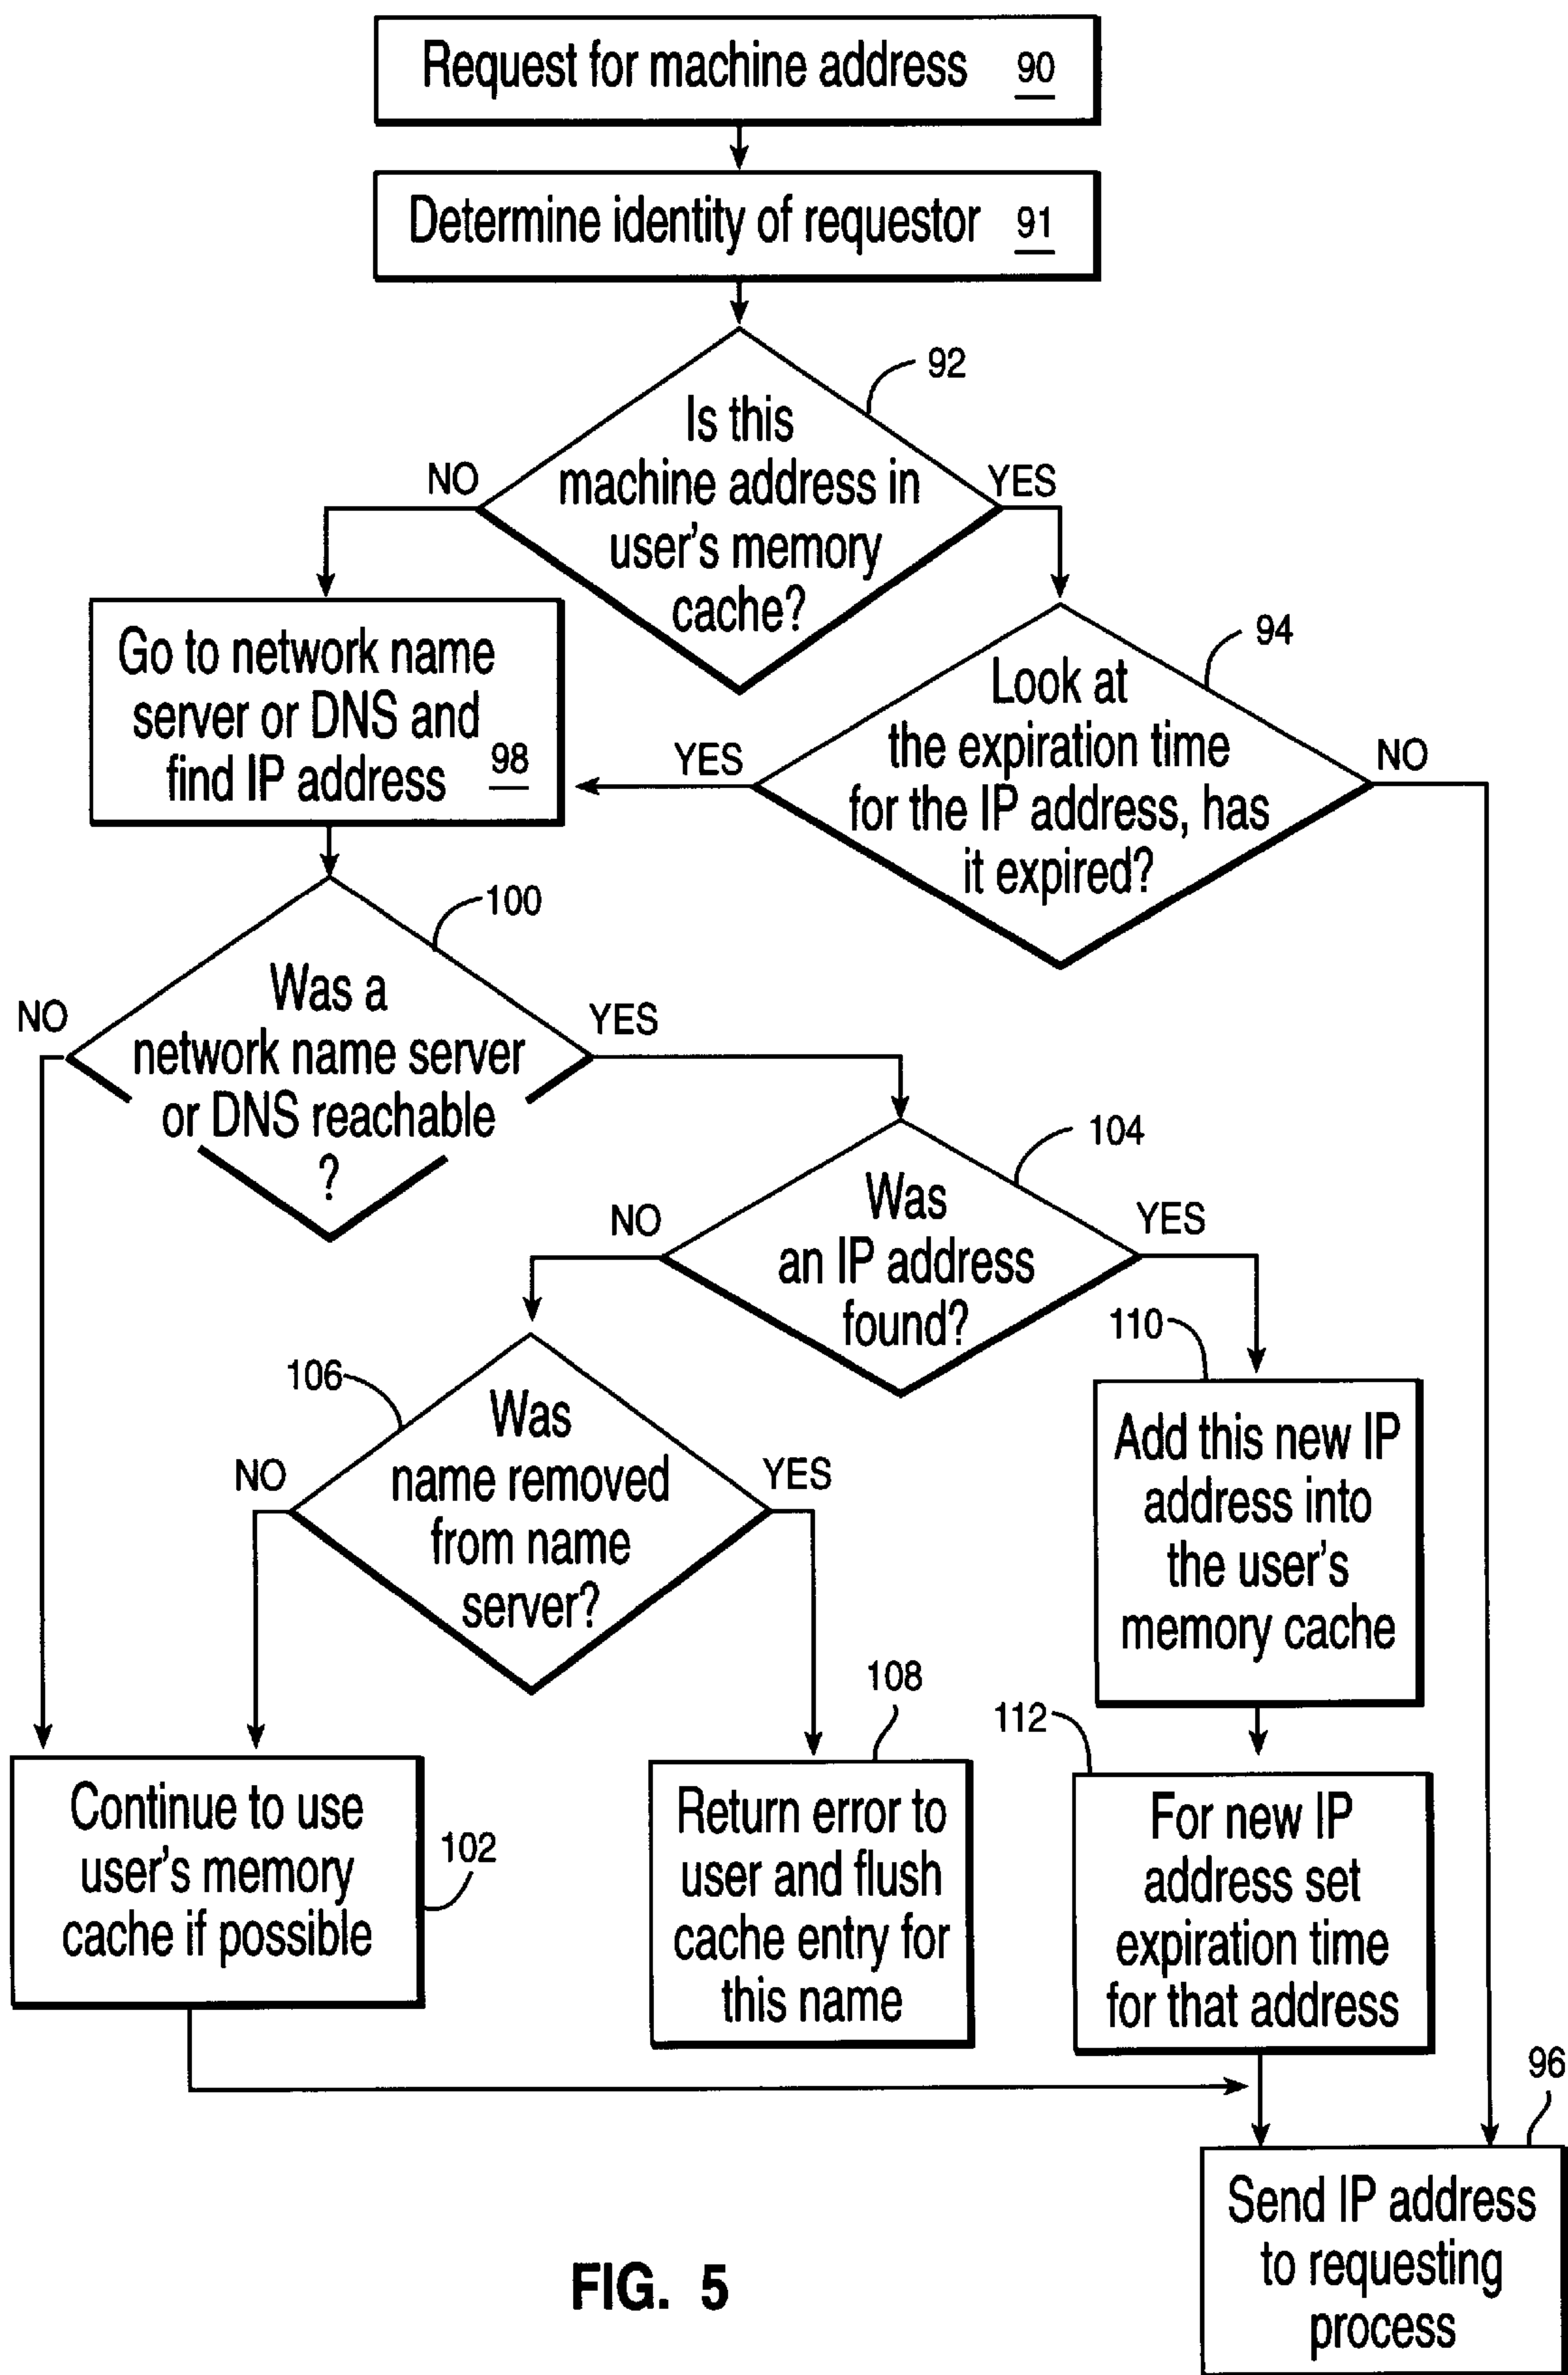 Request for machine address 90
Determine identity of requestor 91
92
Is this
machine address in
user's memory
cache?
NO
YES
Go to network name
server or DNS and
find IP address 98
94
Look at
the expiration time
for the IP address, has
it expired?
YES
NO
100
Was a
network name server
or DNS reachable
?
NO
YES
104
Was
an IP address
found?
NO
YES
106
Was
name removed
from name
server?
NO
YES
110
Add this new IP
address into
the user's
memory cache
Continue to use
user's memory
cache if possible
102
108
Return error to
user and flush
cache entry for
this name
112
For new IP
address set
expiration time
for that address
96
Send IP address
to requesting
process
FIG. 5